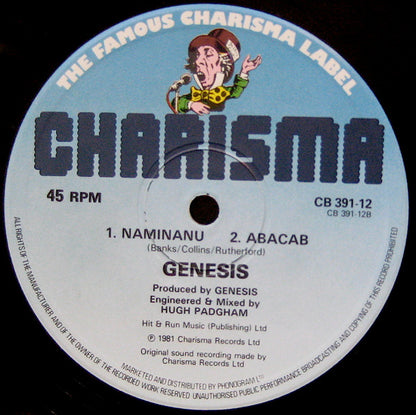 THE FAMOUS CHARISMA LABEL
CHARISMA
45 RPM
CB 391-12
CB 391-12B
1. NAMINANU 2. ABACAB
(Banks/Collins/Rutherford)
GENESIS
Produced by GENESIS
Engineered & Mixed by
HUGH PADGHAM
Hit & Run Music (Publishing) Ltd
℗ 1981 Charisma Records Ltd
Original sound recording made by
Charisma Records Ltd
MARKETED AND DISTRIBUTED BY PHONOGRAM LTD
ALL RIGHTS OF THE MANUFACTURER AND OF THE OWNER OF THE RECORDED WORK RESERVED. UNAUTHORISED PUBLIC PERFORMANCE BROADCASTING AND COPYING OF THIS RECORD PROHIBITED